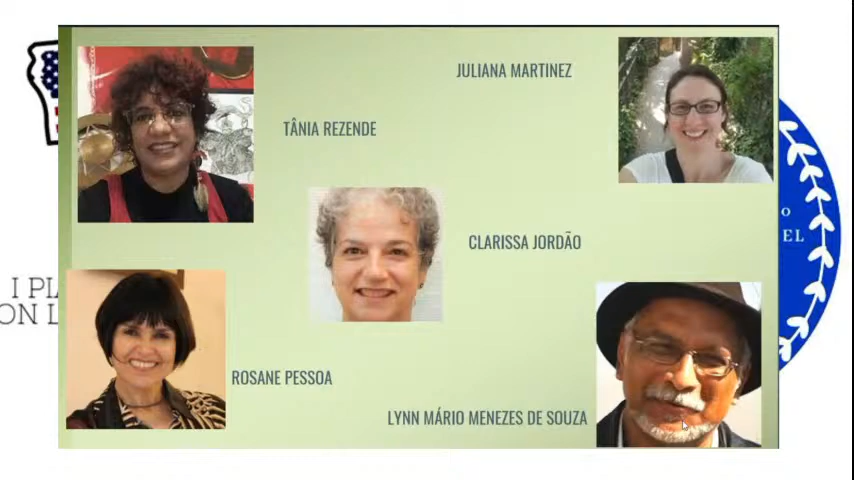 JULIANA MARTINEZ
TÂNIA REZENDE
CLARISSA JORDÃO
I PL
ON L
O
EL
ROSANE PESSOA
LYNN MÁRIO MENEZES DE SOUZA